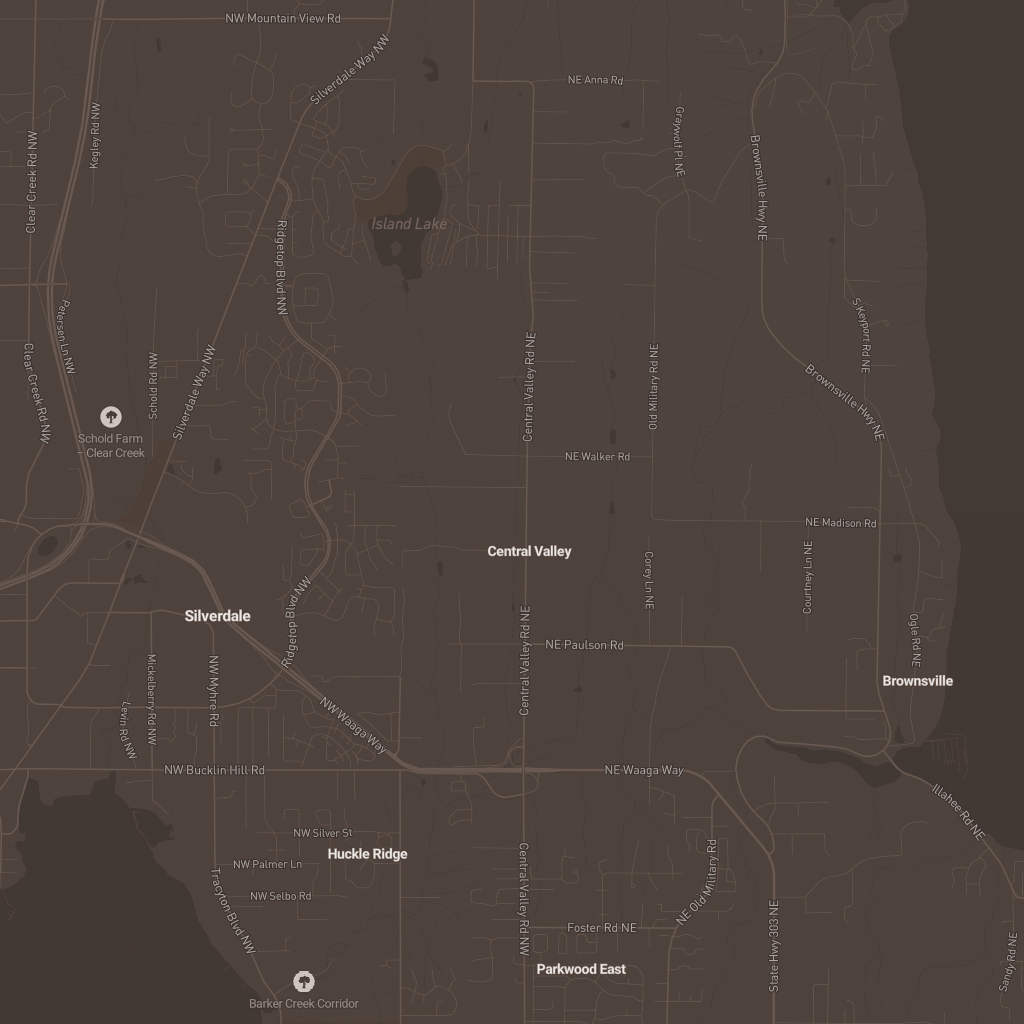 NW Mountain View Rd
Silverdale Way NW
NE Anna Rd
Kegley Rd NW
Clear Creek Rd NW
Greywolf Pl NE
Brownsville Hwy NE
Island Lake
Ridgetop Blvd NW
Petersen Ln NW
S Keyport Rd NE
Clear Creek Rd NW
Schold Rd NW
Silverdale Way NW
Central Valley Rd NE
Old Military Rd NE
Brownsville Hwy NE
Schold Farm
– Clear Creek
NE Walker Rd
NE Madison Rd
Central Valley
Corey Ln NE
Courtney Ln NE
Silverdale
Ridgetop Blvd NW
Central Valley Rd NE
NE Paulson Rd
Ogle Rd NE
Brownsville
Mickelberry Rd NW
NW Myhre Rd
Levin Rd NW
NW Waaga Way
NW Bucklin Hill Rd
NE Waaga Way
Illahee Rd NE
NW Silver St
Huckle Ridge
NW Palmer Ln
NW Selbo Rd
Tracyton Blvd NW
Central Valley Rd NW
NE Old Military Rd
Foster Rd NE
State Hwy 303 NE
Sandy Rd NE
Parkwood East
Barker Creek Corridor